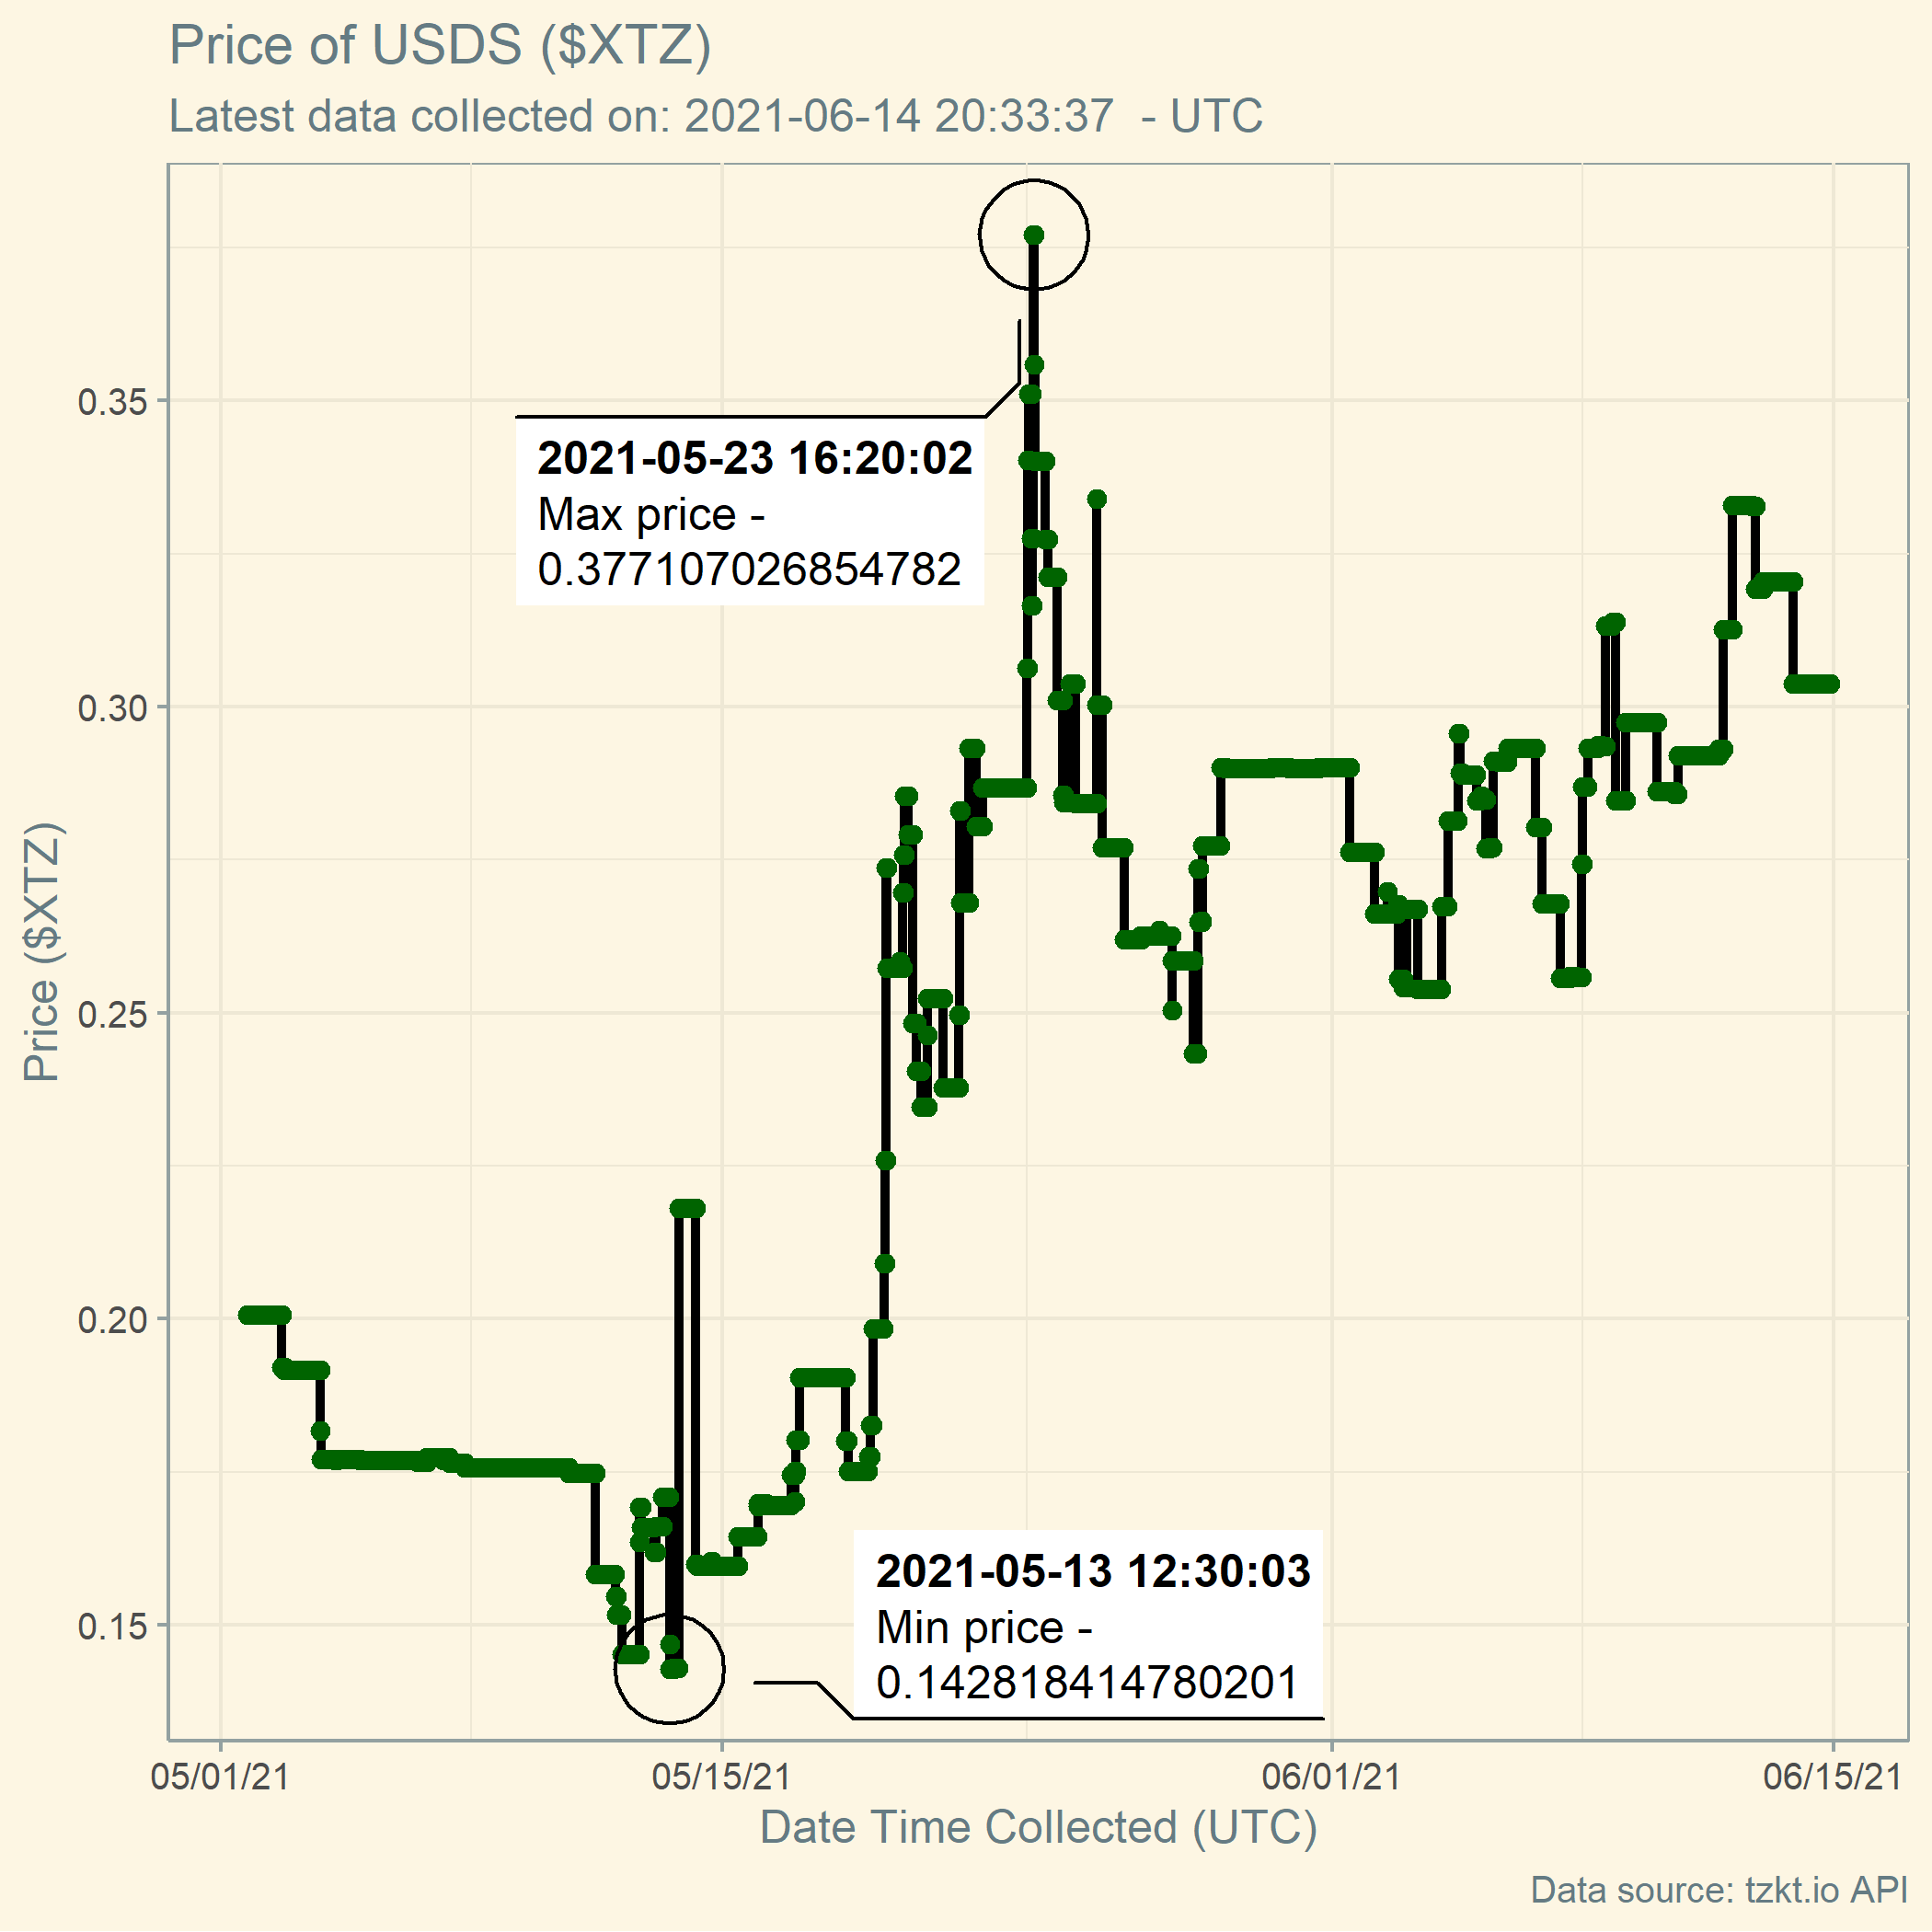 Price of USDS ($XTZ)
Latest data collected on: 2021-06-14 20:33:37  - UTC
Price ($XTZ)
0.35
0.30
0.25
0.20
0.15
2021-05-23 16:20:02
Max price -
0.377107026854782
2021-05-13 12:30:03
Min price -
0.142818414780201
05/01/21
05/15/21
06/01/21
06/15/21
Date Time Collected (UTC)
Data source: tzkt.io API